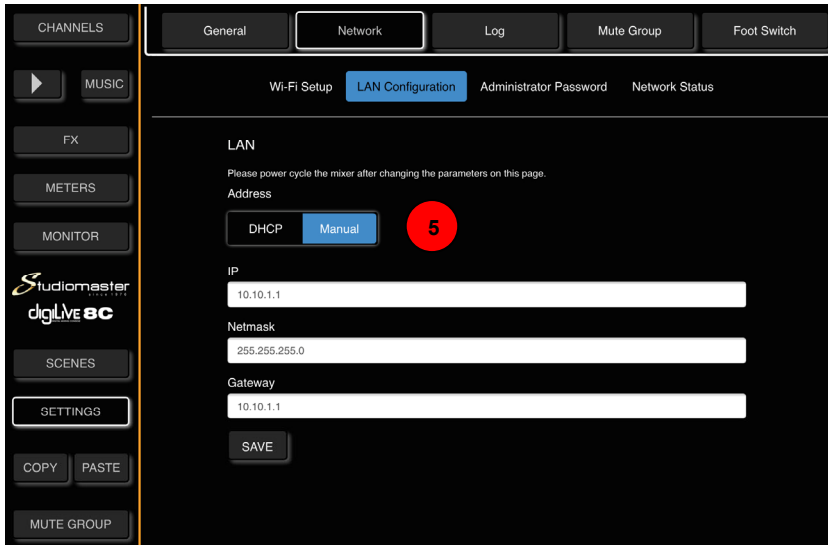 CHANNELS
MUSIC
FX
METERS
MONITOR
Studiomaster
since 1976
digiLivE 8C
SCENES
SETTINGS
COPY PASTE
MUTE GROUP
General Network Log Mute Group Foot Switch
Wi-Fi Setup LAN Configuration Administrator Password Network Status
LAN
Please power cycle the mixer after changing the parameters on this page.
Address
DHCP Manual 5
IP
10.10.1.1
Netmask
255.255.255.0
Gateway
10.10.1.1
SAVE